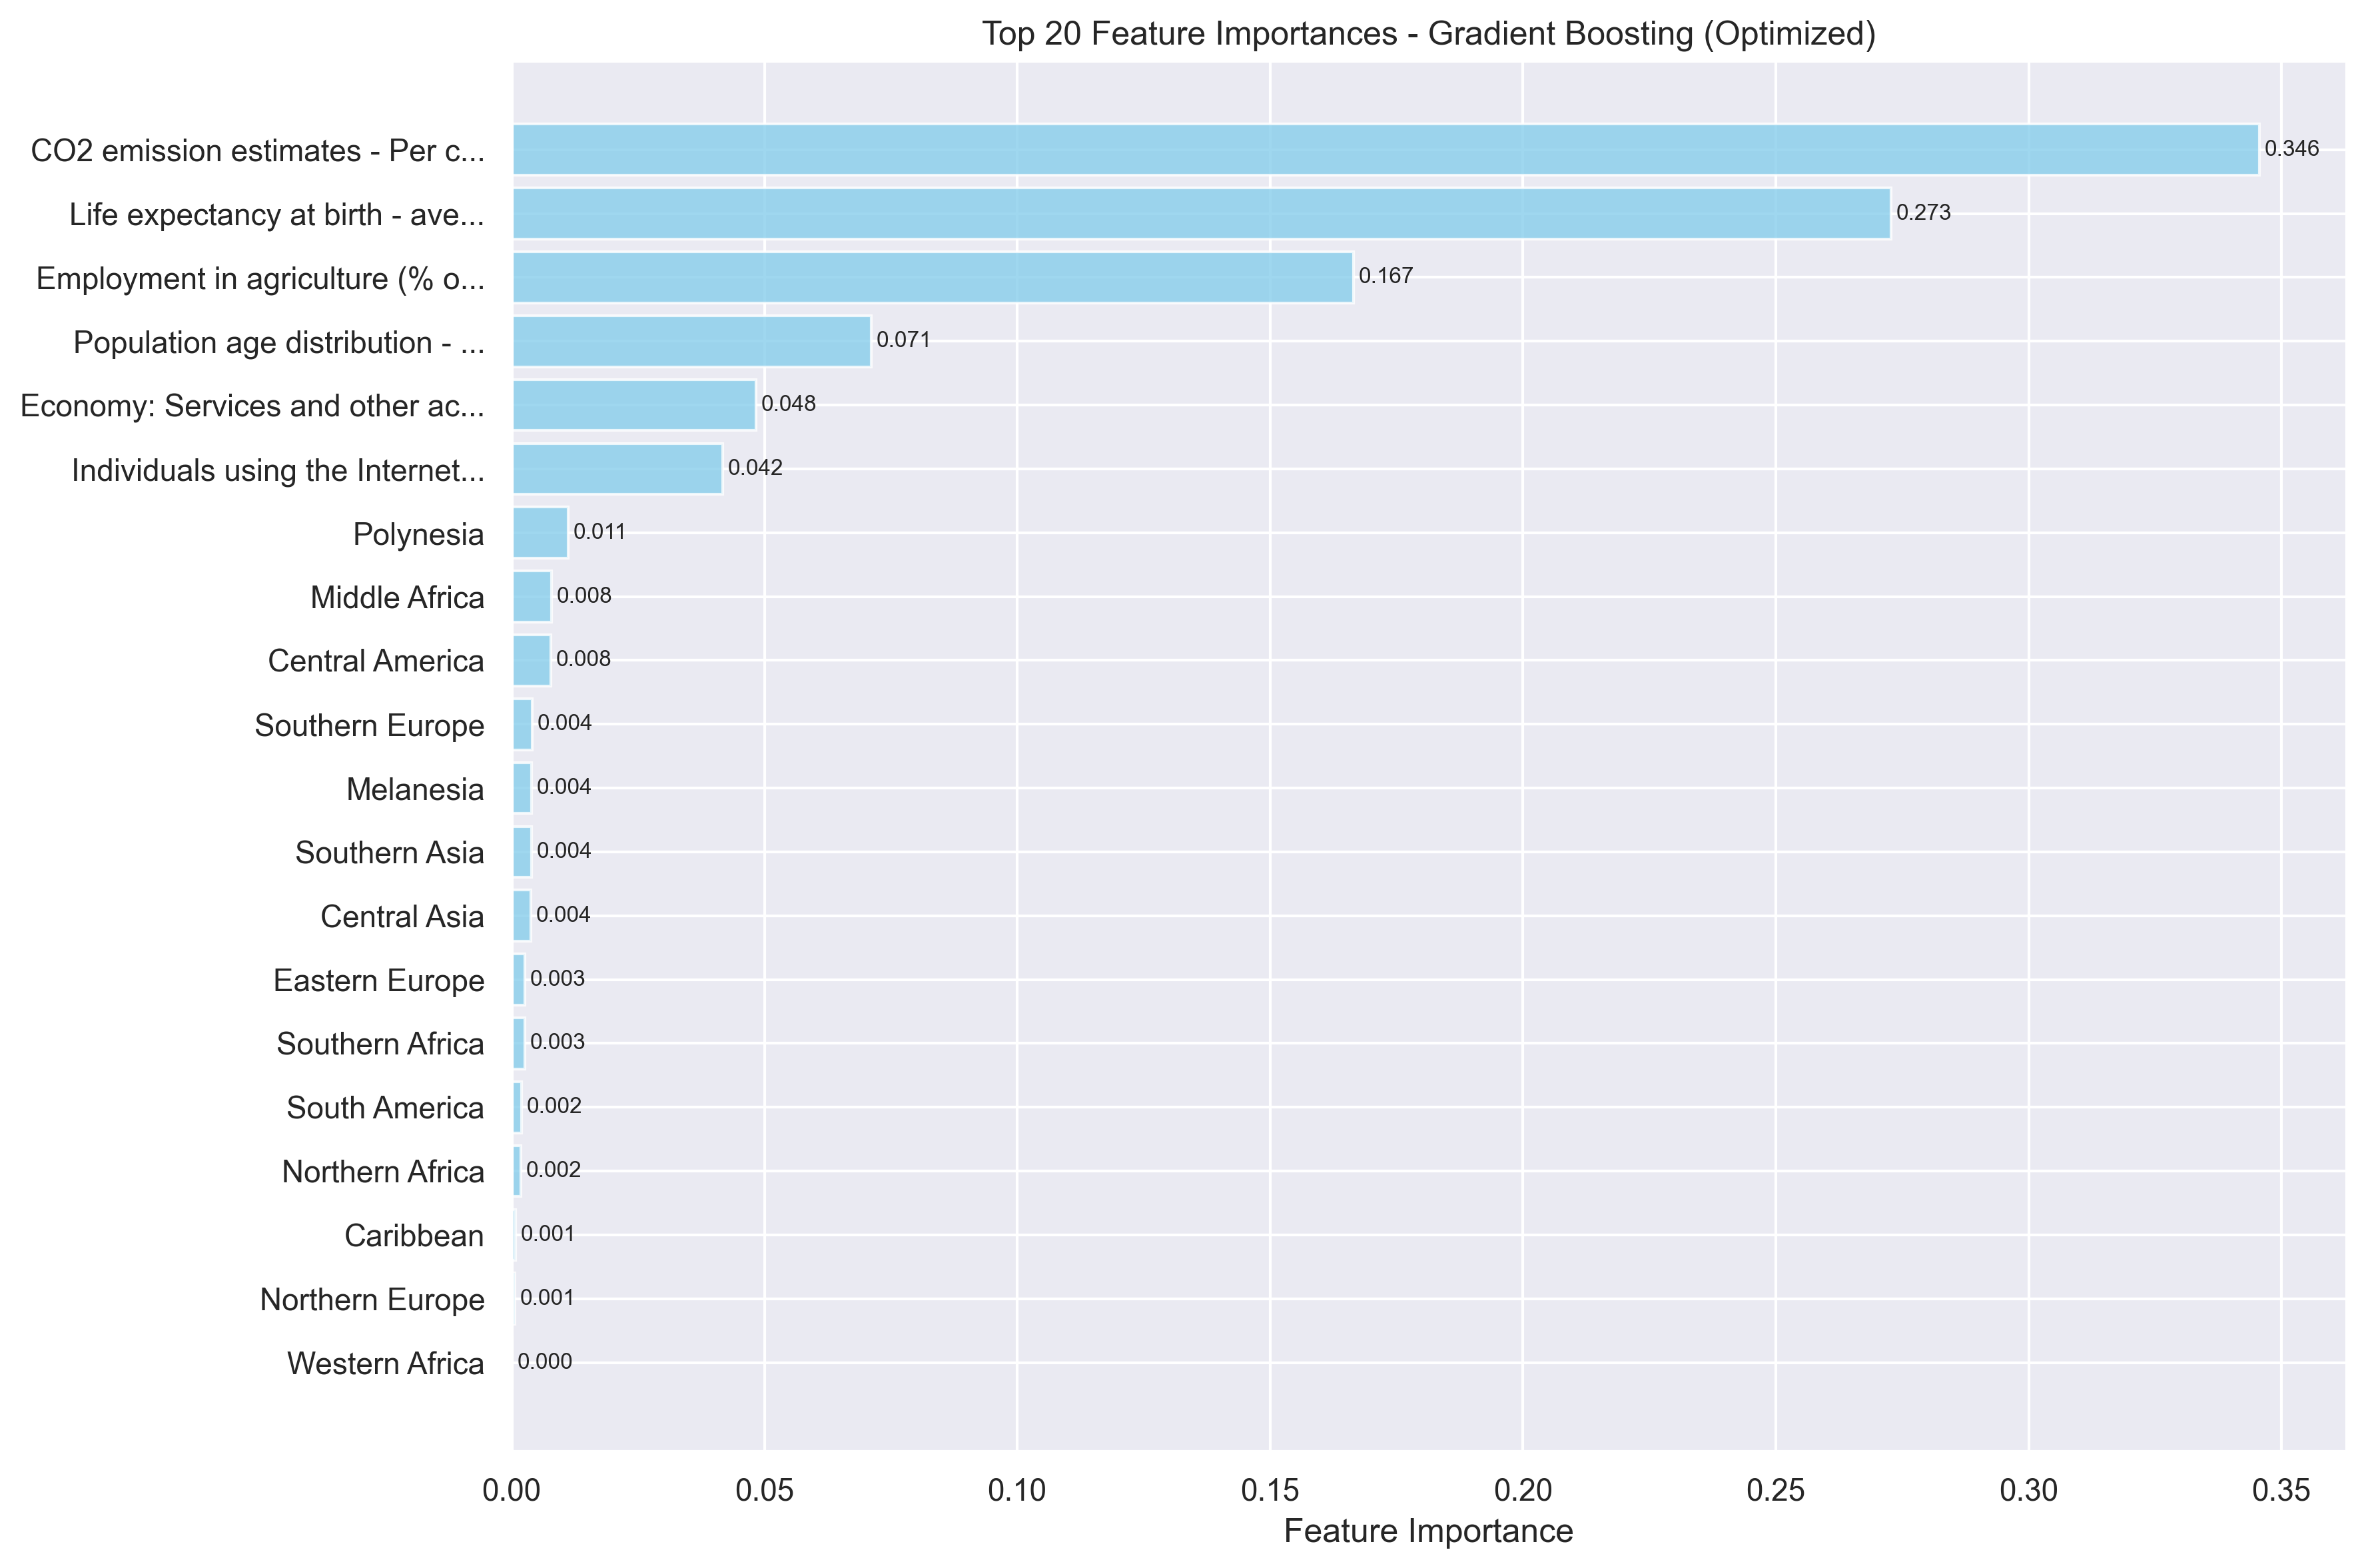 Top 20 Feature Importances - Gradient Boosting (Optimized)
CO2 emission estimates - Per c... 0.346
Life expectancy at birth - ave... 0.273
Employment in agriculture (% o... 0.167
Population age distribution - ... 0.071
Economy: Services and other ac... 0.048
Individuals using the Internet... 0.042
Polynesia 0.011
Middle Africa 0.008
Central America 0.008
Southern Europe 0.004
Melanesia 0.004
Southern Asia 0.004
Central Asia 0.004
Eastern Europe 0.003
Southern Africa 0.003
South America 0.002
Northern Africa 0.002
Caribbean 0.001
Northern Europe 0.001
Western Africa 0.000
0.00 0.05 0.10 0.15 0.20 0.25 0.30 0.35
Feature Importance